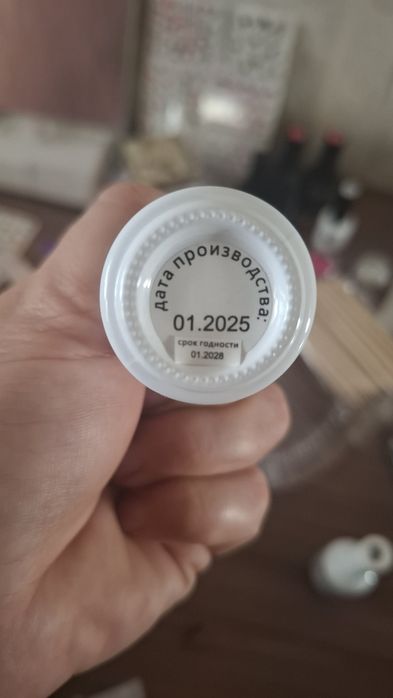 дата производства:
01.2025
срок годности
01.2028